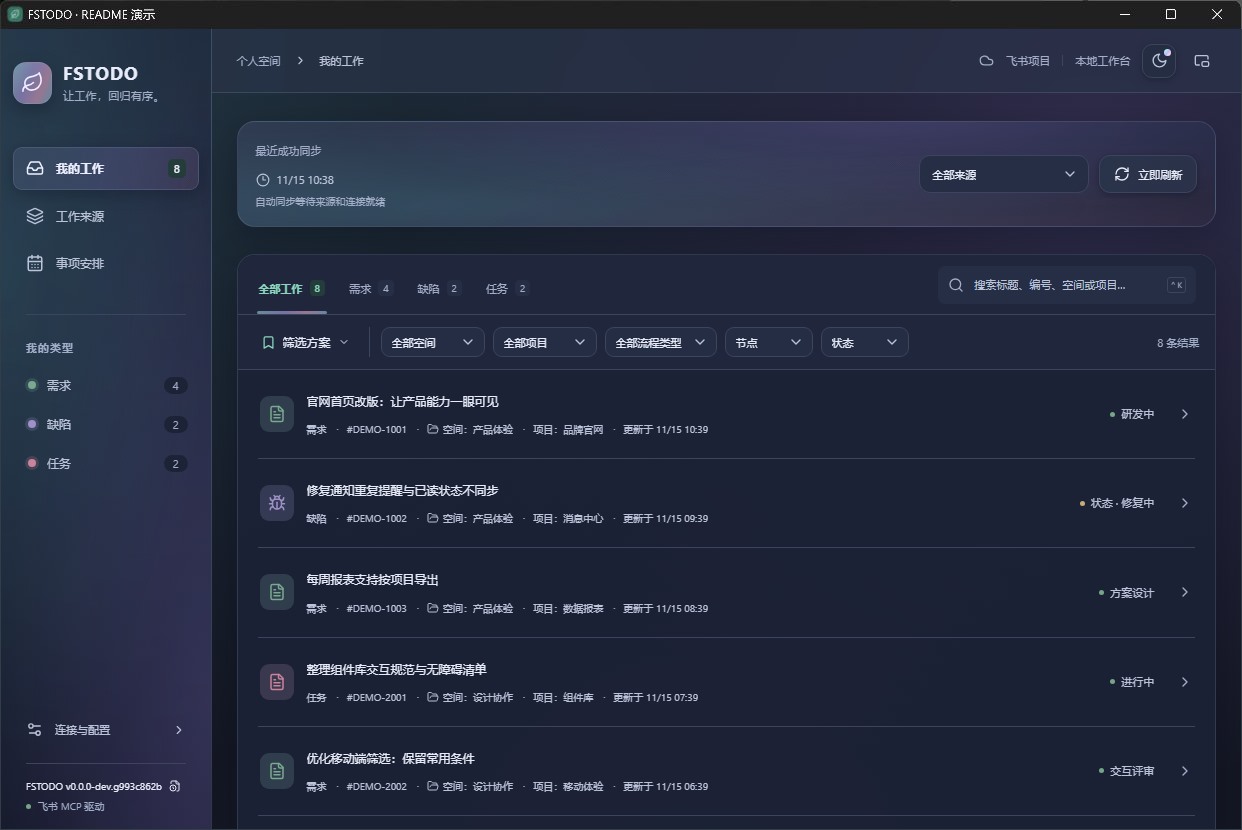 FSTODO · README 演示
FSTODO
让工作，回归有序。
我的工作 8
工作来源
事项安排
我的类型
需求 4
缺陷 2
任务 2
连接与配置
FSTODO v0.0.0-dev.g993c862b
飞书 MCP 驱动
个人空间 > 我的工作
飞书项目 本地工作台
最近成功同步
11/15 10:38
自动同步等待来源和连接就绪
全部来源 立即刷新
全部工作 8 需求 4 缺陷 2 任务 2
搜索标题、编号、空间或项目... ^K
筛选方案 全部空间 全部项目 全部流程类型 节点 状态 8 条结果
官网首页改版：让产品能力一眼可见
需求 · #DEMO-1001 · 空间：产品体验 · 项目：品牌官网 · 更新于 11/15 10:39
研发中
修复通知重复提醒与已读状态不同步
缺陷 · #DEMO-1002 · 空间：产品体验 · 项目：消息中心 · 更新于 11/15 09:39
状态 · 修复中
每周报表支持按项目导出
需求 · #DEMO-1003 · 空间：产品体验 · 项目：数据报表 · 更新于 11/15 08:39
方案设计
整理组件库交互规范与无障碍清单
任务 · #DEMO-2001 · 空间：设计协作 · 项目：组件库 · 更新于 11/15 07:39
进行中
优化移动端筛选：保留常用条件
需求 · #DEMO-2002 · 空间：设计协作 · 项目：移动体验 · 更新于 11/15 06:39
交互评审